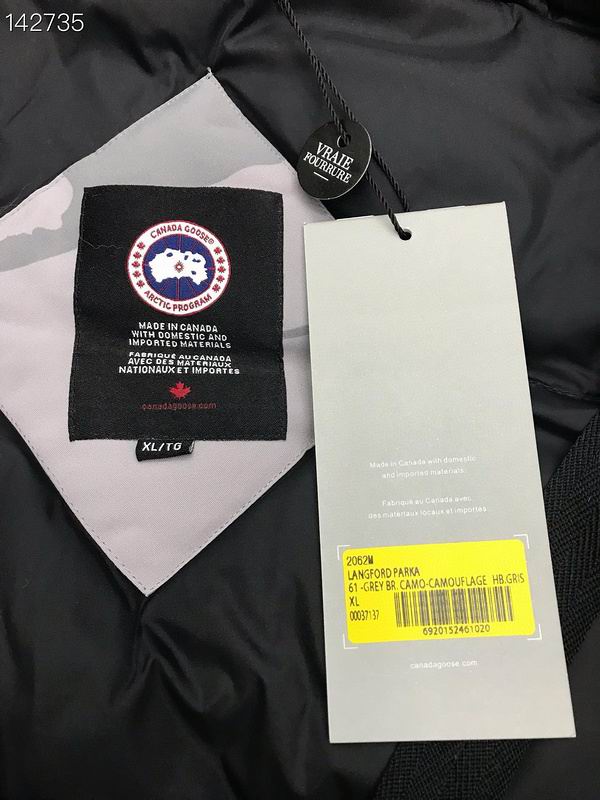 142735
VRAIE
FOURRURE
CANADA GOOSE®
ARCTIC PROGRAM
MADE IN CANADA
WITH DOMESTIC AND
IMPORTED MATERIALS
FABRIQUÉ AU CANADA
AVEC DES MATERIAUX
NATIONAUX ET IMPORTES
canadagoose.com
XL/TG
Made in Canada with domestic
and imported materials.
Fabriqué au Canada avec
des materiaux locaux et importés.
2062M
LANGFORD PARKA
61 -GREY BR. CAMO-CAMOUFLAGE HB.GRIS
XL
00037137
6920152461020
canadagoose.com